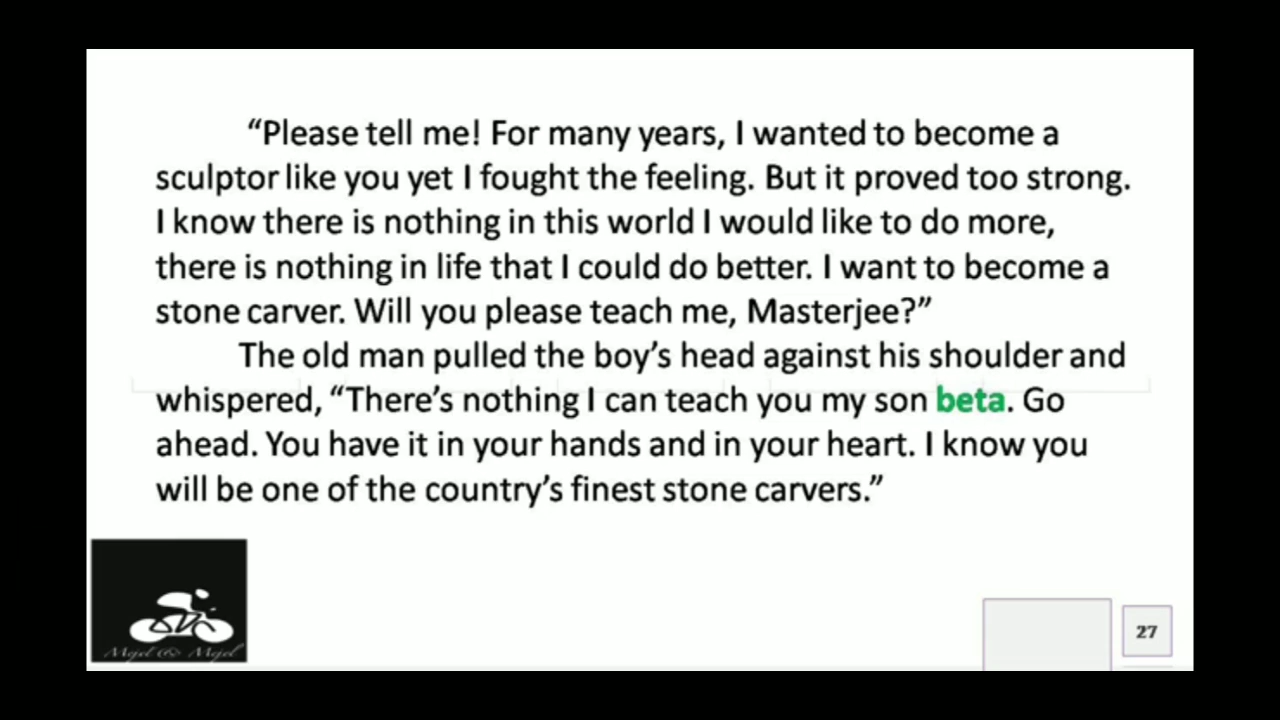 “Please tell me! For many years, I wanted to become a
sculptor like you yet I fought the feeling. But it proved too strong.
I know there is nothing in this world I would like to do more,
there is nothing in life that I could do better. I want to become a
stone carver. Will you please teach me, Masterjee?”
The old man pulled the boy’s head against his shoulder and
whispered, “There’s nothing I can teach you my son beta. Go
ahead. You have it in your hands and in your heart. I know you
will be one of the country’s finest stone carvers.”
27